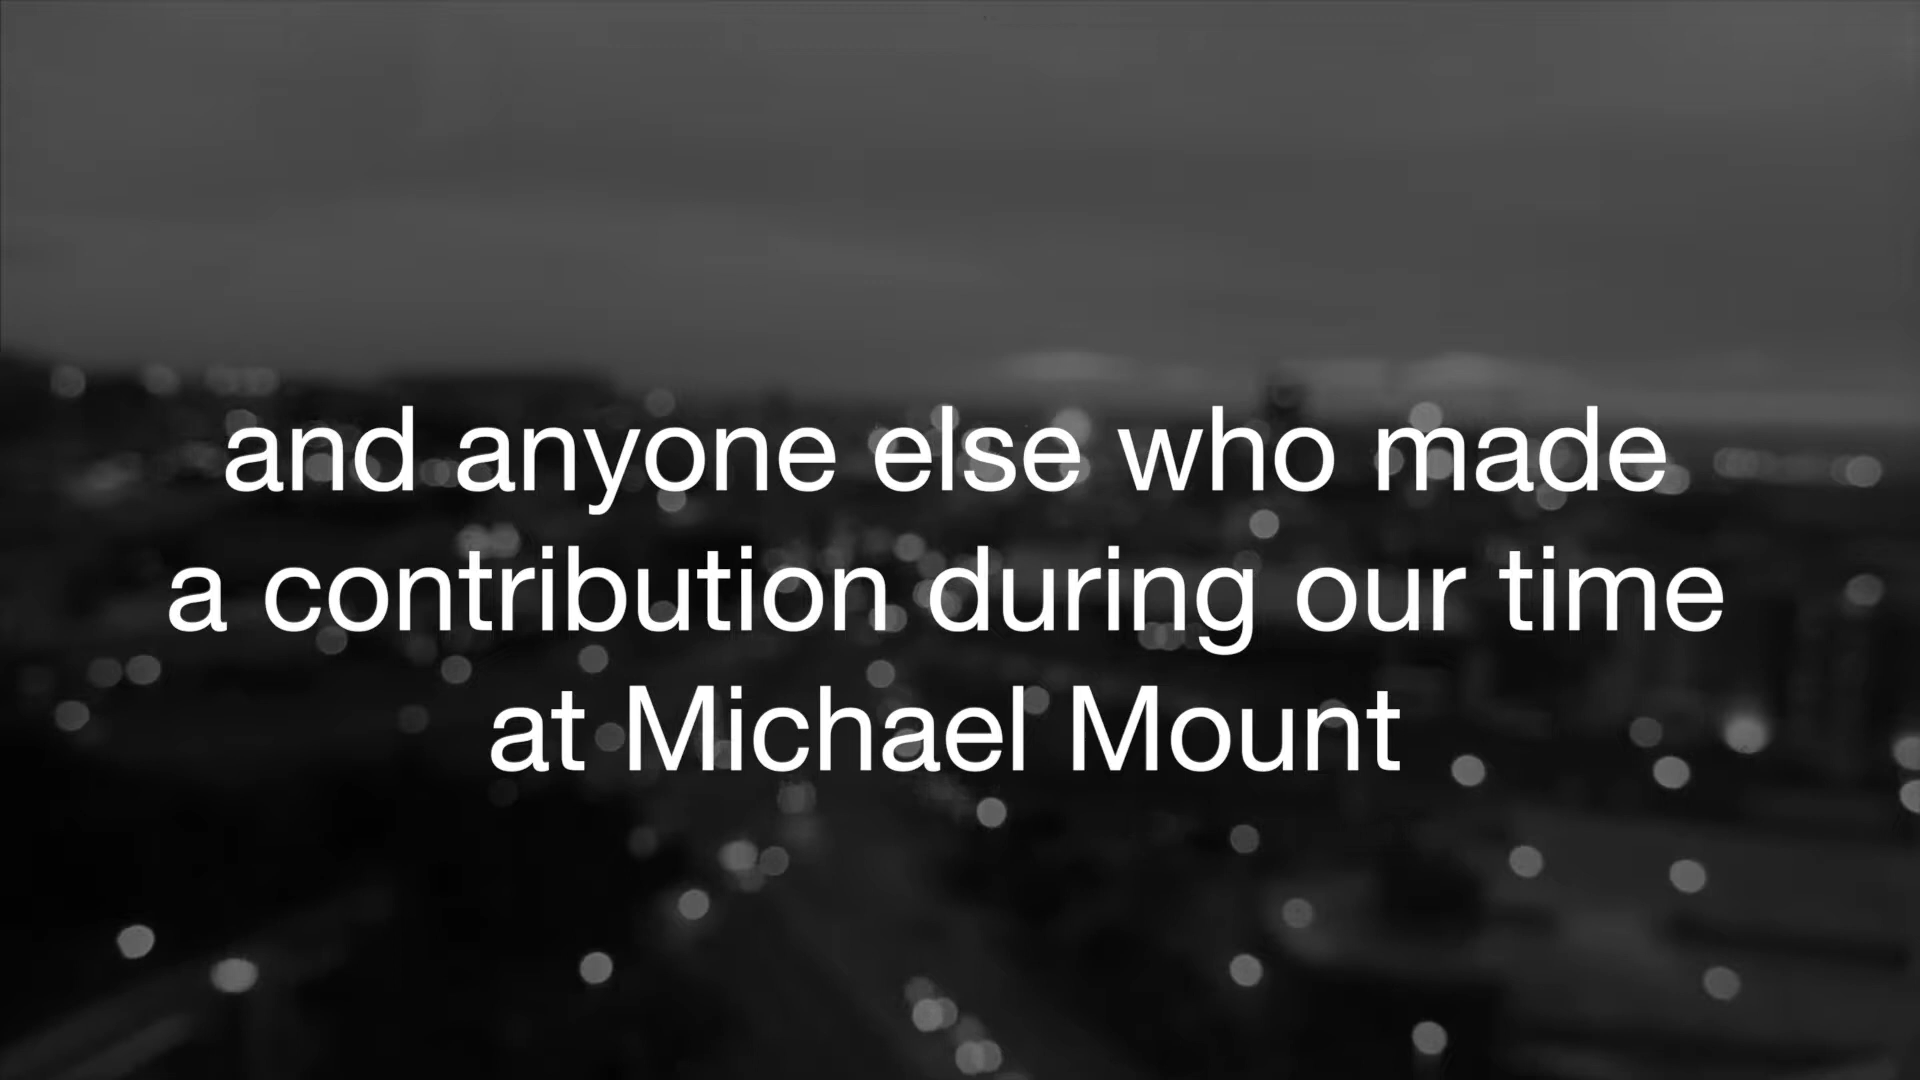 and anyone else who made
a contribution during our time
at Michael Mount